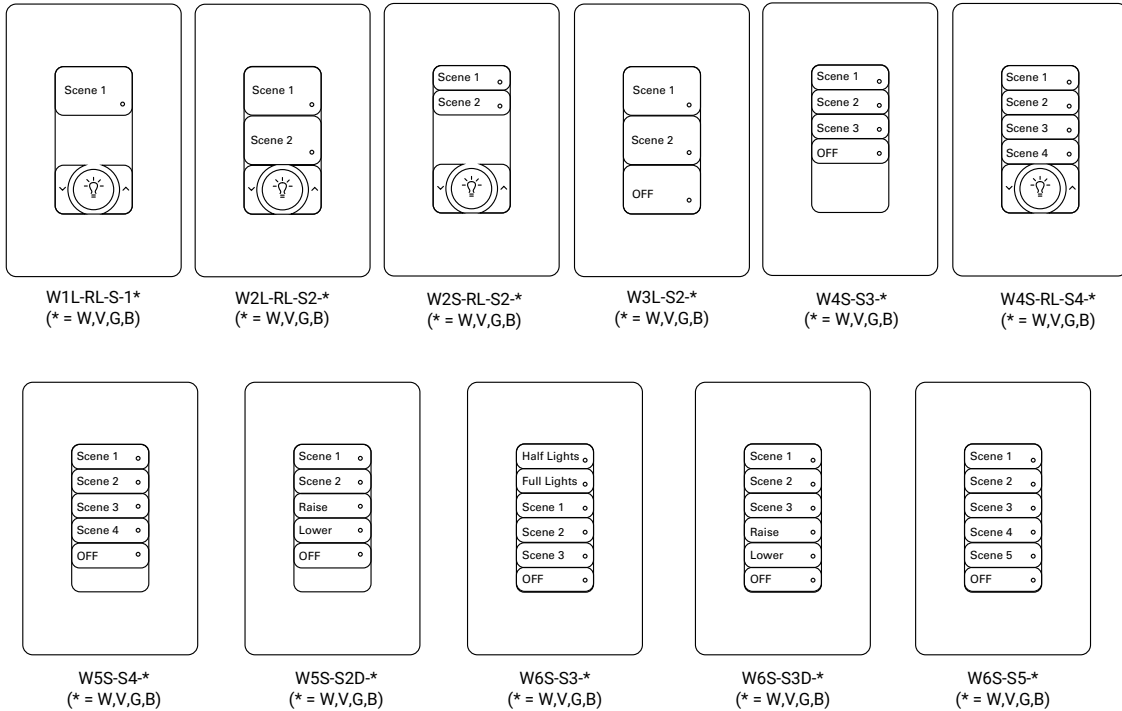 Scene 1
W1L-RL-S-1*
(* = W,V,G,B)
Scene 1
Scene 2
W2L-RL-S2-*
(* = W,V,G,B)
Scene 1
Scene 2
W2S-RL-S2-*
(* = W,V,G,B)
Scene 1
Scene 2
OFF
W3L-S2-*
(* = W,V,G,B)
Scene 1
Scene 2
Scene 3
OFF
W4S-S3-*
(* = W,V,G,B)
Scene 1
Scene 2
Scene 3
Scene 4
W4S-RL-S4-*
(* = W,V,G,B)
Scene 1
Scene 2
Scene 3
Scene 4
OFF
W5S-S4-*
(* = W,V,G,B)
Scene 1
Scene 2
Raise
Lower
OFF
W5S-S2D-*
(* = W,V,G,B)
Half Lights
Full Lights
Scene 1
Scene 2
Scene 3
OFF
W6S-S3-*
(* = W,V,G,B)
Scene 1
Scene 2
Scene 3
Raise
Lower
OFF
W6S-S3D-*
(* = W,V,G,B)
Scene 1
Scene 2
Scene 3
Scene 4
Scene 5
OFF
W6S-S5-*
(* = W,V,G,B)